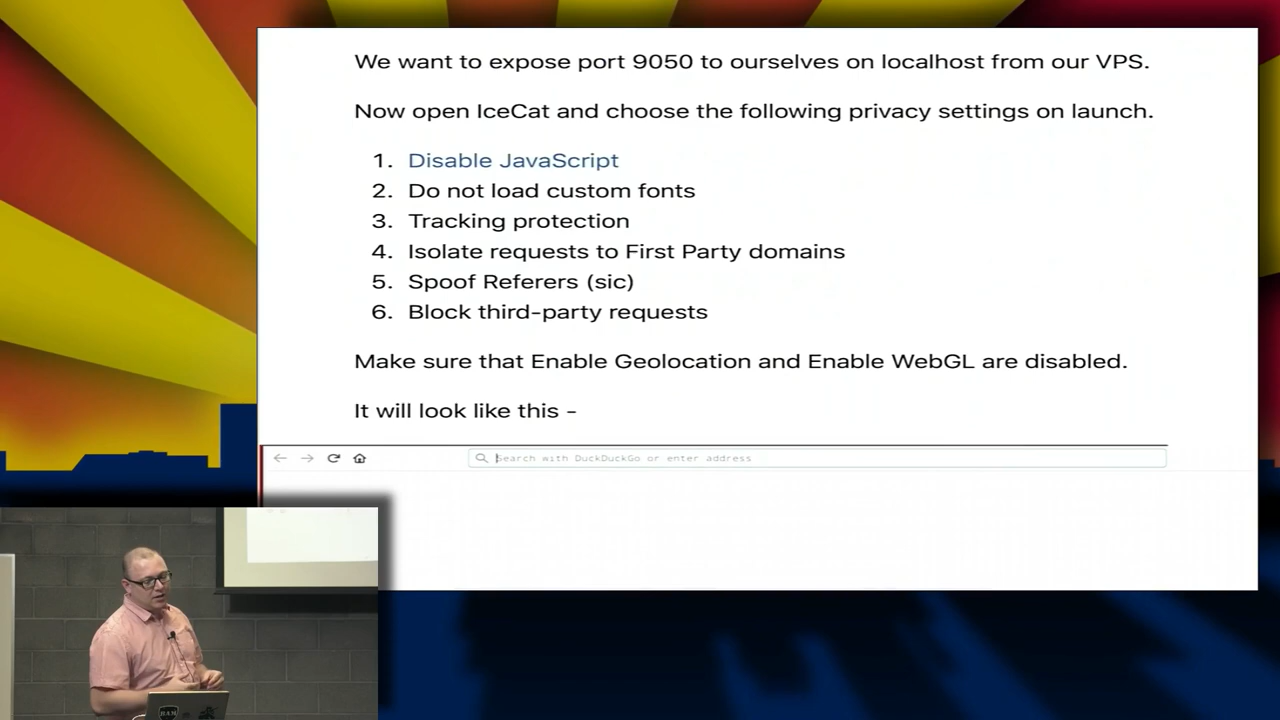 We want to expose port 9050 to ourselves on localhost from our VPS.
Now open IceCat and choose the following privacy settings on launch.
1. Disable JavaScript
2. Do not load custom fonts
3. Tracking protection
4. Isolate requests to First Party domains
5. Spoof Referers (sic)
6. Block third-party requests
Make sure that Enable Geolocation and Enable WebGL are disabled.
It will look like this -
Search with DuckDuckGo or enter address